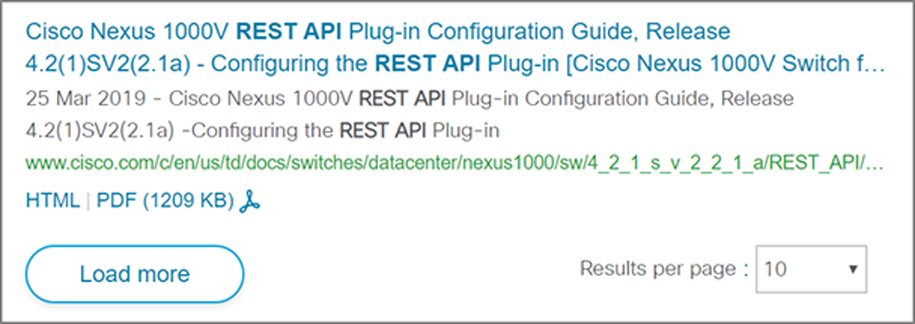 Cisco Nexus 1000V REST API Plug-in Configuration Guide, Release
4.2(1)SV2(2.1a) - Configuring the REST API Plug-in [Cisco Nexus 1000V Switch f...
25 Mar 2019 - Cisco Nexus 1000V REST API Plug-in Configuration Guide, Release
4.2(1)SV2(2.1a) -Configuring the REST API Plug-in
www.cisco.com/c/en/us/td/docs/switches/datacenter/nexus1000/sw/4_2_1_s_v_2_2_1_a/REST_API/...
HTML | PDF (1209 KB)
Load more
Results per page : 10